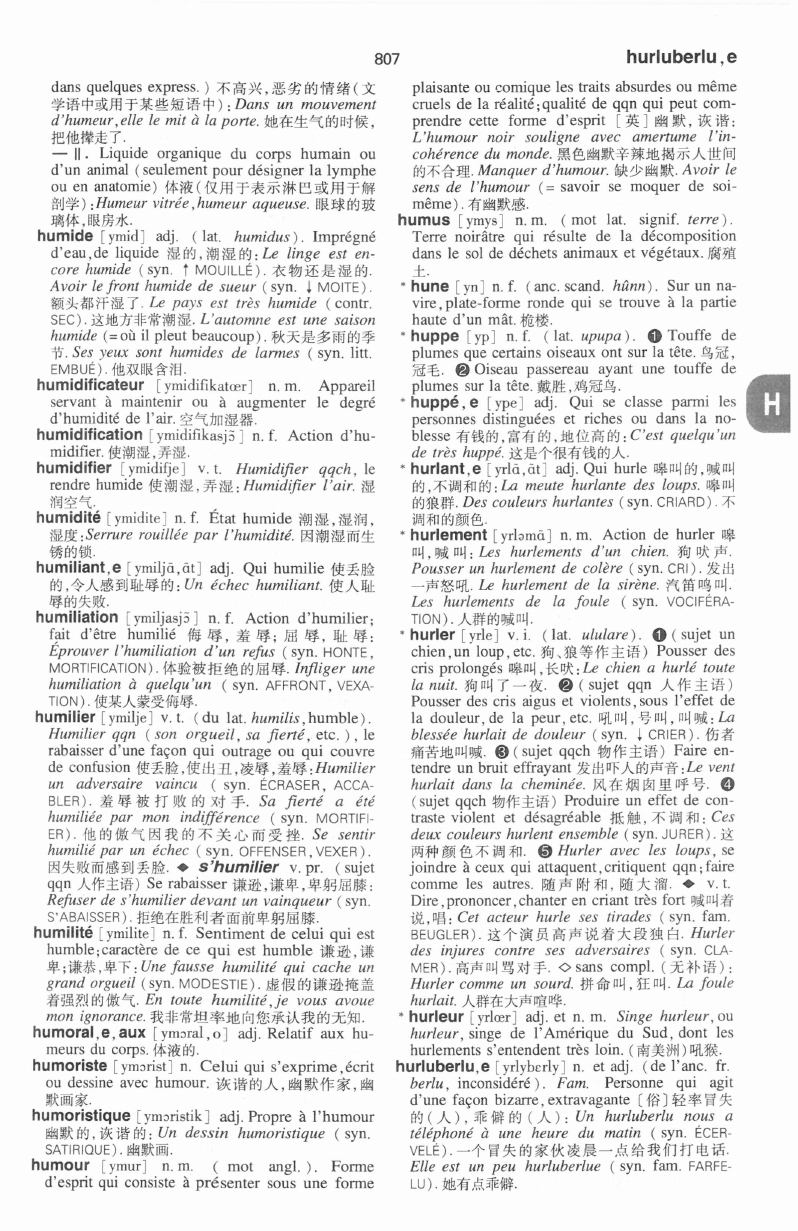 807
hurluberlu,e
dans quelques express. ) 不高兴,恶劣的情绪(文
学语中或用于某些短语中):Dans un mouvement
d'humeur,elle le mit à la porte. 她在生气的时候,
把他撵走了.
— Ⅱ. Liquide organique du corps humain ou
d'un animal (seulement pour désigner la lymphe
ou en anatomie) 体液(仅用于表示淋巴或用于解
剖学):Humeur vitrée,humeur aqueuse. 眼球的玻
璃体,眼房水.
humide [ymid] adj. ( lat. humidus). Imprégné
d'eau,de liquide 湿的,潮湿的:Le linge est en-
core humide (syn. ↑ MOUILLÉ). 衣物还是湿的.
Avoir le front humide de sueur (syn. ↓ MOITE).
额头都汗湿了. Le pays est très humide (contr.
SEC). 这地方非常潮湿. L'automne est une saison
humide (=où il pleut beaucoup). 秋天是多雨的季
节. Ses yeux sont humides de larmes (syn. litt.
EMBUÉ). 他双眼含泪.
humidificateur [ymidifikatœr] n. m. Appareil
servant à maintenir ou à augmenter le degré
d'humidité de l'air. 空气加湿器.
humidification [ymidifikasjɔ̃] n. f. Action d'hu-
midifier. 使潮湿,弄湿.
humidifier [ymidifje] v. t. Humidifier qqch, le
rendre humide 使潮湿,弄湿:Humidifier l'air. 湿
润空气.
humidité [ymidite] n. f. État humide 潮湿,湿润,
湿度:Serrure rouillée par l'humidité. 因潮湿而生
锈的锁.
humiliant,e [ymiljɑ̃,ɑ̃t] adj. Qui humilie 使丢脸
的,令人感到耻辱的:Un échec humiliant. 使人耻
辱的失败.
humiliation [ymiljasjɔ̃] n. f. Action d'humilier;
fait d'être humilié 侮辱,羞辱;屈辱,耻辱:
Éprouver l'humiliation d'un refus (syn. HONTE,
MORTIFICATION). 体验被拒绝的屈辱. Infliger une
humiliation à quelqu'un ( syn. AFFRONT, VEXA-
TION). 使某人蒙受侮辱.
humilier [ymilje] v. t. (du lat. humilis,humble).
Humilier qqn (son orgueil, sa fierté, etc. ), le
rabaisser d'une façon qui outrage ou qui couvre
de confusion 使丢脸,使出丑,凌辱,羞辱:Humilier
un adversaire vaincu ( syn. ÉCRASER, ACCA-
BLER). 羞辱被打败的对手. Sa fierté a été
humiliée par mon indifférence ( syn. MORTIFI-
ER). 他的傲气因我的不关心而受挫. Se sentir
humilié par un échec (syn. OFFENSER,VEXER).
因失败而感到丢脸. ◆ s'humilier v. pr. (sujet
qqn 人作主语) Se rabaisser 谦逊,谦卑,卑躬屈膝:
Refuser de s'humilier devant un vainqueur (syn.
S'ABAISSER). 拒绝在胜利者面前卑躬屈膝.
humilité [ymilite] n. f. Sentiment de celui qui est
humble;caractère de ce qui est humble 谦逊,谦
卑;谦恭,卑下:Une fausse humilité qui cache un
grand orgueil (syn. MODESTIE). 虚假的谦逊掩盖
着强烈的傲气. En toute humilité,je vous avoue
mon ignorance. 我非常坦率地向您承认我的无知.
humoral,e,aux [ymɔral,o] adj. Relatif aux hu-
meurs du corps. 体液的.
humoriste [ymɔrist] n. Celui qui s'exprime,écrit
ou dessine avec humour. 诙谐的人,幽默作家,幽
默画家.
humoristique [ymɔristik] adj. Propre à l'humour
幽默的,诙谐的:Un dessin humoristique ( syn.
SATIRIQUE). 幽默画.
humour [ymur] n. m. ( mot angl. ). Forme
d'esprit qui consiste à présenter sous une forme
plaisante ou comique les traits absurdes ou même
cruels de la réalité;qualité de qqn qui peut com-
prendre cette forme d'esprit [英]幽默,诙谐:
L'humour noir souligne avec amertume l'in-
cohérence du monde. 黑色幽默辛辣地揭示人世间
的不合理. Manquer d'humour. 缺少幽默. Avoir le
sens de l'humour (= savoir se moquer de soi-
même). 有幽默感.
humus [ymys] n. m. ( mot lat. signif. terre).
Terre noirâtre qui résulte de la décomposition
dans le sol de déchets animaux et végétaux. 腐殖
土.
* hune [yn] n. f. (anc. scand. hûnn). Sur un na-
vire,plate-forme ronde qui se trouve à la partie
haute d'un mât. 桅楼.
* huppe [yp] n. f. (lat. upupa). ❶ Touffe de
plumes que certains oiseaux ont sur la tête. 鸟冠,
冠毛. ❷ Oiseau passereau ayant une touffe de
plumes sur la tête. 戴胜,鸡冠鸟.
* huppé,e [ype] adj. Qui se classe parmi les
personnes distinguées et riches ou dans la no-
blesse 有钱的,富有的,地位高的:C'est quelqu'un
de très huppé. 这是个很有钱的人.
* hurlant,e [yrlɑ̃,ɑ̃t] adj. Qui hurle 嗥叫的,喊叫
的,不调和的:La meute hurlante des loups. 嗥叫
的狼群. Des couleurs hurlantes (syn. CRIARD). 不
调和的颜色.
* hurlement [yrləmɑ̃] n. m. Action de hurler 嗥
叫,喊叫:Les hurlements d'un chien. 狗吠声.
Pousser un hurlement de colère (syn. CRI). 发出
一声怒吼. Le hurlement de la sirène. 汽笛鸣叫.
Les hurlements de la foule ( syn. VOCIFÉRA-
TION). 人群的喊叫.
* hurler [yrle] v. i. (lat. ululare). ❶ (sujet un
chien,un loup,etc. 狗、狼等作主语) Pousser des
cris prolongés 嗥叫,长吠:Le chien a hurlé toute
la nuit. 狗叫了一夜. ❷ (sujet qqn 人作主语)
Pousser des cris aigus et violents,sous l'effet de
la douleur,de la peur,etc. 吼叫,号叫,叫喊:La
blessée hurlait de douleur (syn. ↓ CRIER). 伤者
痛苦地叫喊. ❸ (sujet qqch 物作主语) Faire en-
tendre un bruit effrayant 发出吓人的声音:Le vent
hurlait dans la cheminée. 风在烟囱里呼号. ❹
(sujet qqch 物作主语) Produire un effet de con-
traste violent et désagréable 抵触,不调和:Ces
deux couleurs hurlent ensemble (syn. JURER). 这
两种颜色不调和. ❺ Hurler avec les loups, se
joindre à ceux qui attaquent,critiquent qqn;faire
comme les autres. 随声附和,随大溜. ◆ v. t.
Dire,prononcer,chanter en criant très fort 喊叫着
说,唱:Cet acteur hurle ses tirades ( syn. fam.
BEUGLER). 这个演员高声说着大段独白. Hurler
des injures contre ses adversaires ( syn. CLA-
MER). 高声叫骂对手. ◇ sans compl. (无补语):
Hurler comme un sourd. 拼命叫,狂叫. La foule
hurlait. 人群在大声喧哗.
* hurleur [yrlœr] adj. et n. m. Singe hurleur,ou
hurleur, singe de l'Amérique du Sud, dont les
hurlements s'entendent très loin. (南美洲)吼猴.
hurluberlu,e [yrlybɛrly] n. et adj. (de l'anc. fr.
berlu, inconsidéré ). Fam. Personne qui agit
d'une façon bizarre,extravagante [俗]轻率冒失
的(人),乖僻的(人):Un hurluberlu nous a
téléphoné à une heure du matin ( syn. ÉCER-
VELÉ). 一个冒失的家伙凌晨一点给我们打电话.
Elle est un peu hurluberlue (syn. fam. FARFE-
LU). 她有点乖僻.
H